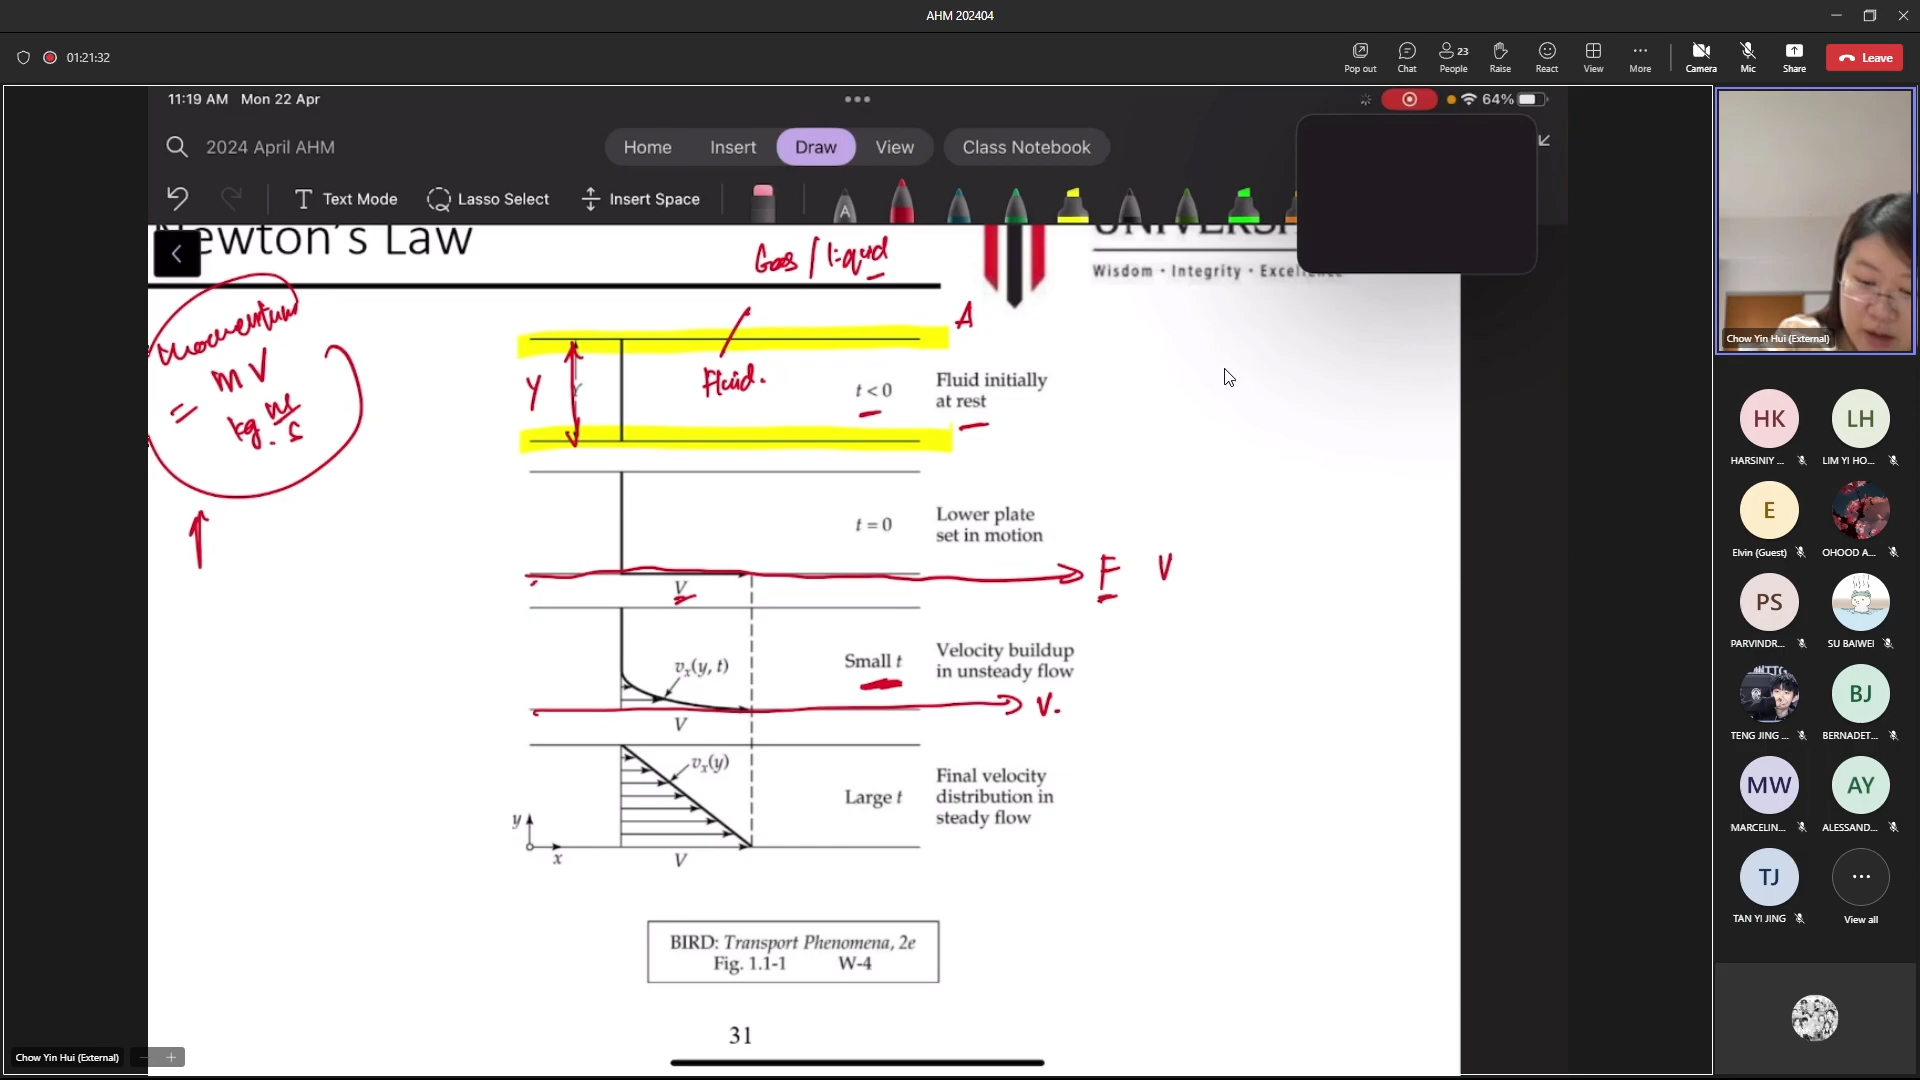 AHM 202404
01:21:32
Pop out
Chat
23
People
Raise
React
View
More
Camera
Mic
Share
Leave
11:19 AM Mon 22 Apr
64%
2024 April AHM
Home
Insert
Draw
View
Class Notebook
Text Mode
Lasso Select
Insert Space
A
Newton's Law
Gas / liquid
Wisdom · Integrity · Excellence
momentum
= mV
kg. m/s
A
Y
Fluid.
t < 0
Fluid initially
at rest
t = 0
Lower plate
set in motion
V
F V
vx(y, t)
Small t
Velocity buildup
in unsteady flow
V
V.
vx(y)
Large t
Final velocity
distribution in
steady flow
y
x
V
BIRD: Transport Phenomena, 2e
Fig. 1.1-1 W-4
31
Chow Yin Hui (External)
Chow Yin Hui (External)
HK
LH
HARSINIY ...
LIM YI HO...
E
Elvin (Guest)
OHOOD A...
PS
PARVINDR...
SU BAIWEI
TENG JING ...
BJ
BERNADET...
MW
AY
MARCELIN...
ALESSAND...
TJ
TAN YI JING
View all